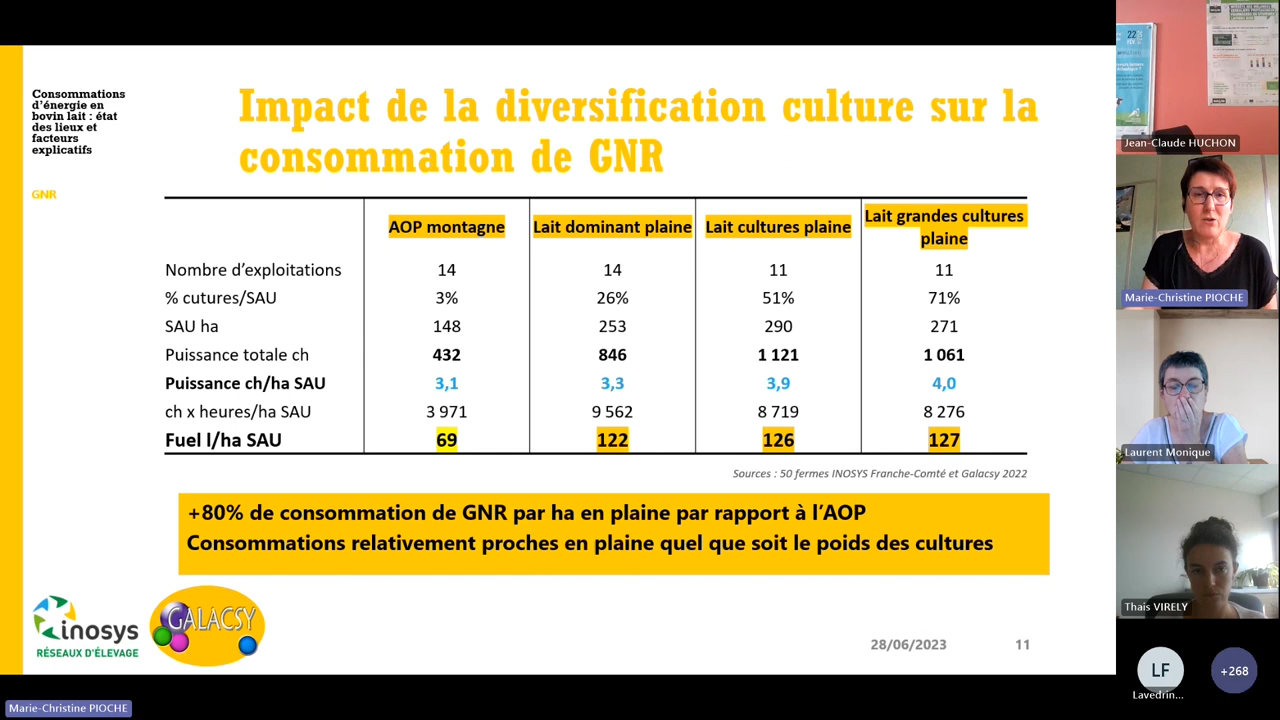 Consommations
d'énergie en
bovin lait : état
des lieux et
facteurs
explicatifs
GNR
Impact de la diversification culture sur la
consommation de GNR
AOP montagne Lait dominant plaine Lait cultures plaine Lait grandes cultures
plaine
Nombre d'exploitations 14 14 11 11
% cutures/SAU 3% 26% 51% 71%
SAU ha 148 253 290 271
Puissance totale ch 432 846 1 121 1 061
Puissance ch/ha SAU 3,1 3,3 3,9 4,0
ch x heures/ha SAU 3 971 9 562 8 719 8 276
Fuel l/ha SAU 69 122 126 127
Sources : 50 fermes INOSYS Franche-Comté et Galacsy 2022
+80% de consommation de GNR par ha en plaine par rapport à l'AOP
Consommations relativement proches en plaine quel que soit le poids des cultures
inosys
RÉSEAUX D'ÉLEVAGE
GALACSY
28/06/2023 11
Marie-Christine PIOCHE
Jean-Claude HUCHON
Marie-Christine PIOCHE
Laurent Monique
Thais VIRELY
LF
Lavedrin...
+268